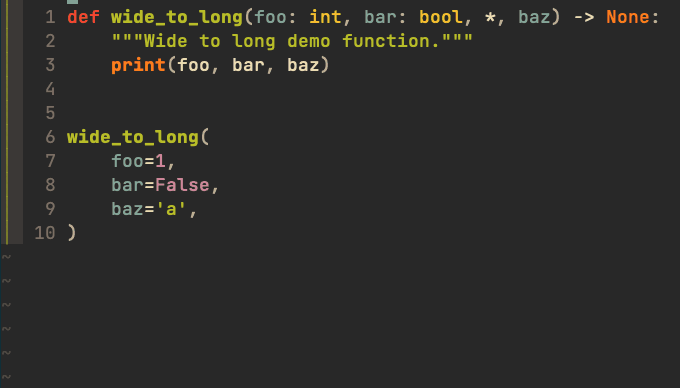 1 def wide_to_long(foo: int, bar: bool, *, baz) -> None:
2     """Wide to long demo function."""
3     print(foo, bar, baz)
4
5
6 wide_to_long(
7     foo=1,
8     bar=False,
9     baz='a',
10 )
~
~
~
~
~
~